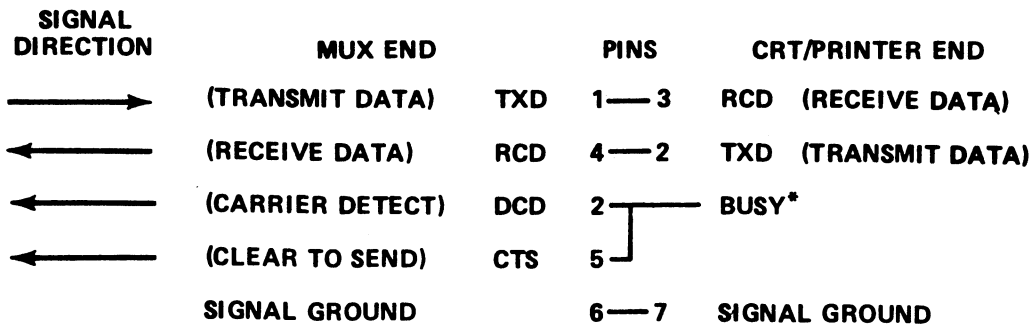 SIGNAL
DIRECTION MUX END PINS CRT/PRINTER END
(TRANSMIT DATA) TXD 1—3 RCD (RECEIVE DATA)
(RECEIVE DATA) RCD 4—2 TXD (TRANSMIT DATA)
(CARRIER DETECT) DCD 2 BUSY*
(CLEAR TO SEND) CTS 5
SIGNAL GROUND 6—7 SIGNAL GROUND